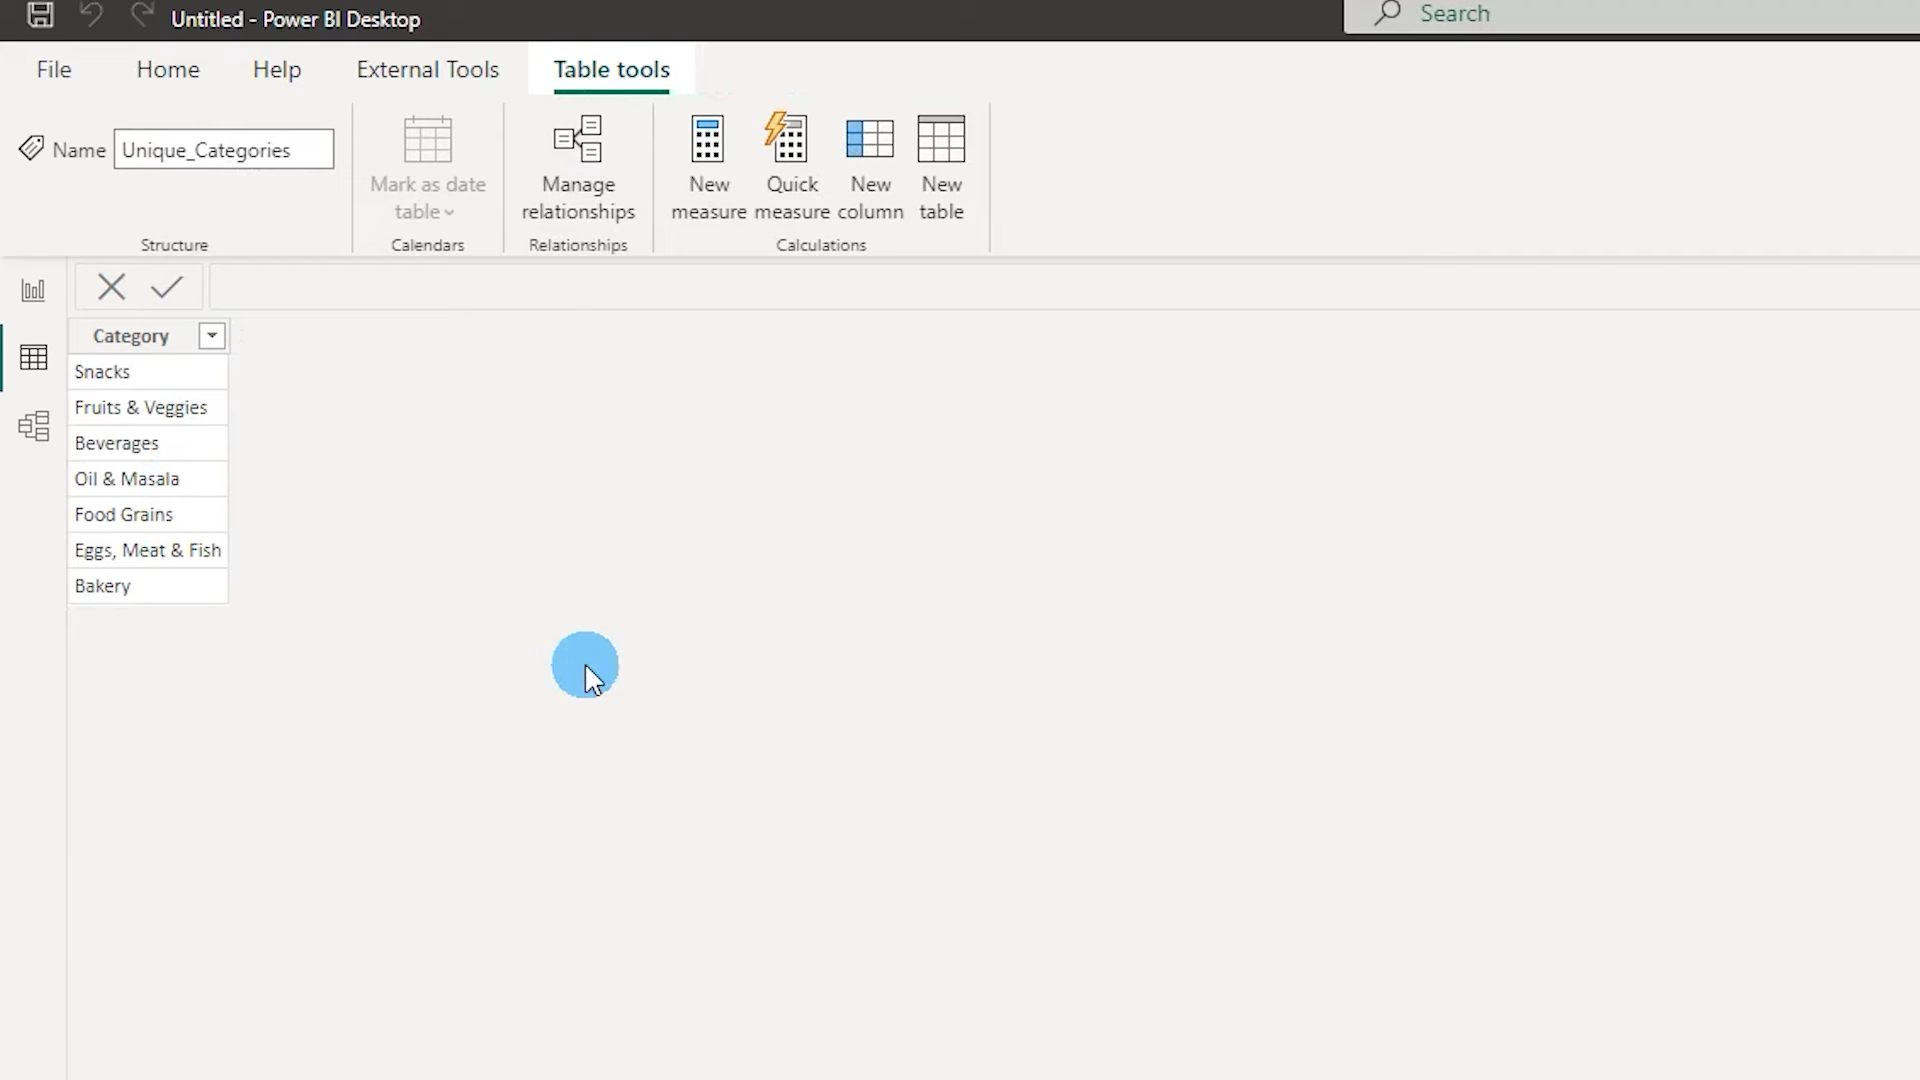 Untitled - Power BI Desktop
Search
File Home Help External Tools Table tools
Name Unique_Categories
Mark as date
table
Manage
relationships
New
measure
Quick
measure
New
column
New
table
Structure Calendars Relationships Calculations
Category
Snacks
Fruits & Veggies
Beverages
Oil & Masala
Food Grains
Eggs, Meat & Fish
Bakery